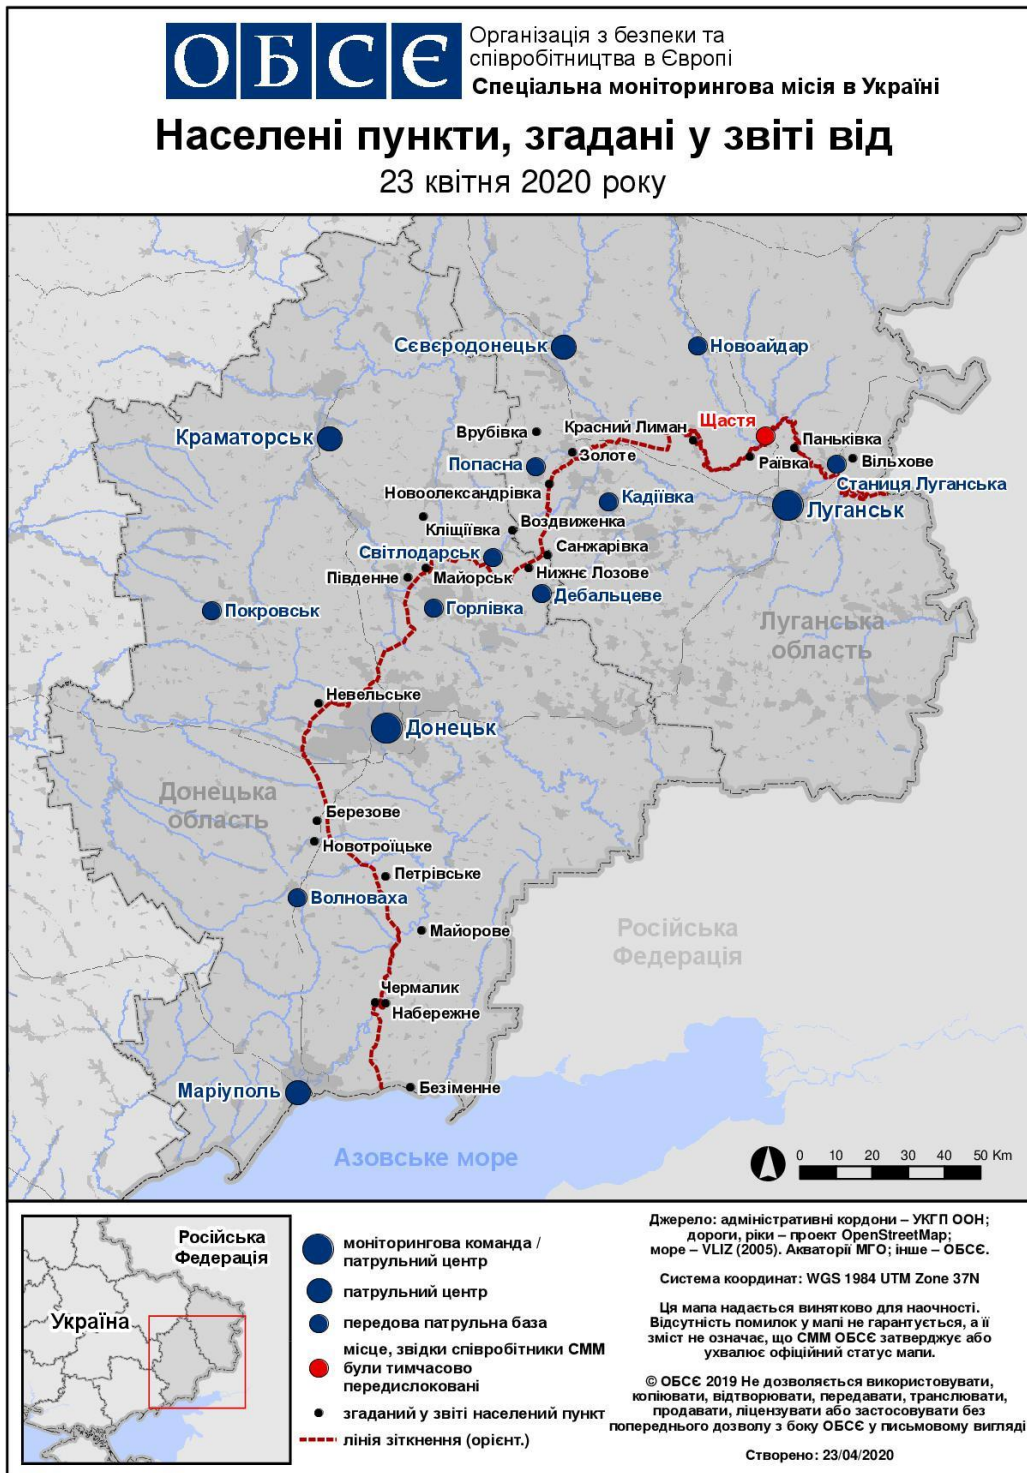 ОБСЄ
Організація з безпеки та
співробітництва в Європі
Спеціальна моніторингова місія в Україні
Населені пункти, згадані у звіті від
23 квітня 2020 року
Сєвєродонецьк
Новоайдар
Щастя
Красний Лиман
Врубівка
Краматорськ
Паньківка
Золоте
Раївка
Вільхове
Попасна
Станиця Луганська
Новоолександрівка
Кадіївка
Луганськ
Кліщіївка
Воздвиженка
Світлодарськ
Санжарівка
Південне
Майорськ
Нижнє Лозове
Дебальцеве
Покровськ
Горлівка
Луганська
область
Невельське
Донецьк
Донецька
область
Березове
Новотроїцьке
Петрівське
Волноваха
Майорове
Російська
Федерація
Чермалик
Набережне
Безіменне
Маріуполь
Азовське море
0 10 20 30 40 50 Km
Російська
Федерація
Україна
моніторингова команда /
патрульний центр
патрульний центр
передова патрульна база
місце, звідки співробітники СММ
були тимчасово
передислоковані
згаданий у звіті населений пункт
лінія зіткнення (орієнт.)
Джерело: адміністративні кордони – УКГП ООН;
дороги, ріки – проект OpenStreetMap;
море – VLIZ (2005). Акваторії МГО; інше – ОБСЄ.
Система координат: WGS 1984 UTM Zone 37N
Ця мапа надається винятково для наочності.
Відсутність помилок у мапі не гарантується, а її
зміст не означає, що СММ ОБСЄ затверджує або
ухвалює офіційний статус мапи.
© ОБСЄ 2019 Не дозволяється використовувати,
копіювати, відтворювати, передавати, транслювати,
продавати, ліцензувати або застосовувати без
попереднього дозволу з боку ОБСЄ у письмовому вигляді
Створено: 23/04/2020